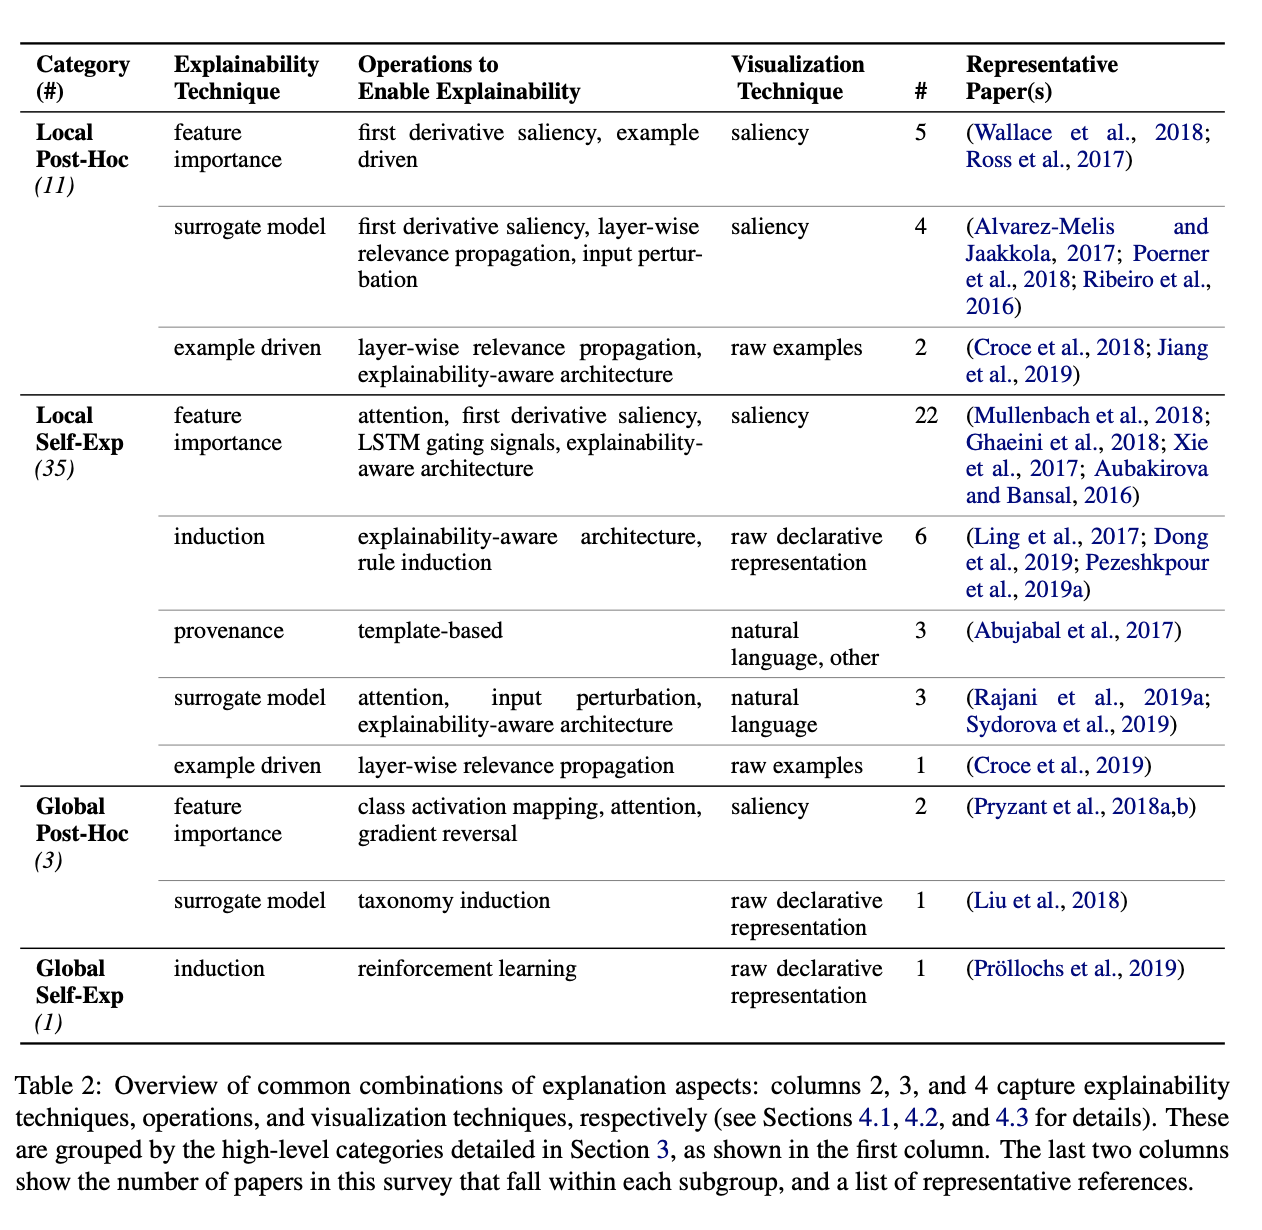 Category Explainability Operations to Visualization Representative
(#) Technique Enable Explainability Technique # Paper(s)
Local feature first derivative saliency, example saliency 5 (Wallace et al., 2018;
Post-Hoc importance driven Ross et al., 2017)
(11)
surrogate model first derivative saliency, layer-wise saliency 4 (Alvarez-Melis and
relevance propagation, input pertur- Jaakkola, 2017; Poerner
bation et al., 2018; Ribeiro et al.,
2016)
example driven layer-wise relevance propagation, raw examples 2 (Croce et al., 2018; Jiang
explainability-aware architecture et al., 2019)
Local feature attention, first derivative saliency, saliency 22 (Mullenbach et al., 2018;
Self-Exp importance LSTM gating signals, explainability- Ghaeini et al., 2018; Xie
(35) aware architecture et al., 2017; Aubakirova
and Bansal, 2016)
induction explainability-aware architecture, raw declarative 6 (Ling et al., 2017; Dong
rule induction representation et al., 2019; Pezeshkpour
et al., 2019a)
provenance template-based natural 3 (Abujabal et al., 2017)
language, other
surrogate model attention, input perturbation, natural 3 (Rajani et al., 2019a;
explainability-aware architecture language Sydorova et al., 2019)
example driven layer-wise relevance propagation raw examples 1 (Croce et al., 2019)
Global feature class activation mapping, attention, saliency 2 (Pryzant et al., 2018a,b)
Post-Hoc importance gradient reversal
(3)
surrogate model taxonomy induction raw declarative 1 (Liu et al., 2018)
representation
Global induction reinforcement learning raw declarative 1 (Pröllochs et al., 2019)
Self-Exp representation
(1)
Table 2: Overview of common combinations of explanation aspects: columns 2, 3, and 4 capture explainability
techniques, operations, and visualization techniques, respectively (see Sections 4.1, 4.2, and 4.3 for details). These
are grouped by the high-level categories detailed in Section 3, as shown in the first column. The last two columns
show the number of papers in this survey that fall within each subgroup, and a list of representative references.